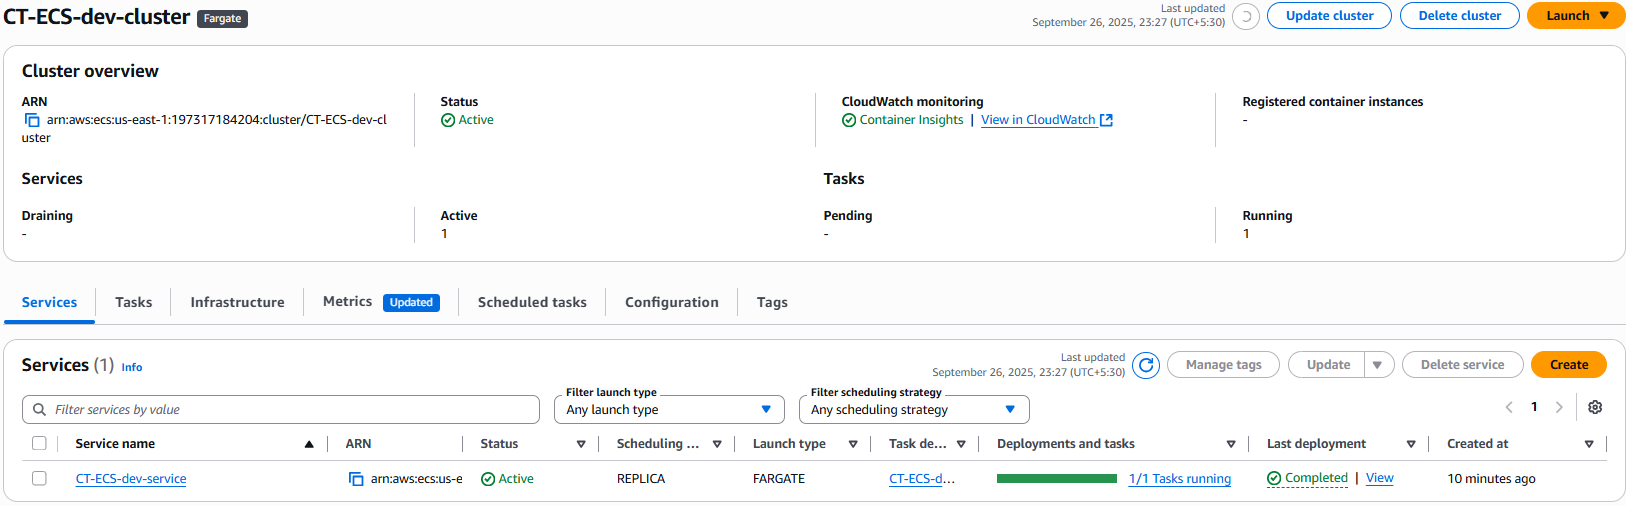 CT-ECS-dev-cluster Fargate
Last updated
September 26, 2025, 23:27 (UTC+5:30)
Update cluster
Delete cluster
Launch
Cluster overview
ARN
arn:aws:ecs:us-east-1:197317184204:cluster/CT-ECS-dev-cl
uster
Status
Active
CloudWatch monitoring
Container Insights | View in CloudWatch
Registered container instances
-
Services
Tasks
Draining
-
Active
1
Pending
-
Running
1
Services Tasks Infrastructure Metrics Updated Scheduled tasks Configuration Tags
Services (1) Info
Last updated
September 26, 2025, 23:27 (UTC+5:30)
Manage tags
Update
Delete service
Create
Filter services by value
Filter launch type
Any launch type
Filter scheduling strategy
Any scheduling strategy
1
Service name ARN Status Scheduling ... Launch type Task de... Deployments and tasks Last deployment Created at
CT-ECS-dev-service arn:aws:ecs:us-e Active REPLICA FARGATE CT-ECS-d... 1/1 Tasks running Completed | View 10 minutes ago